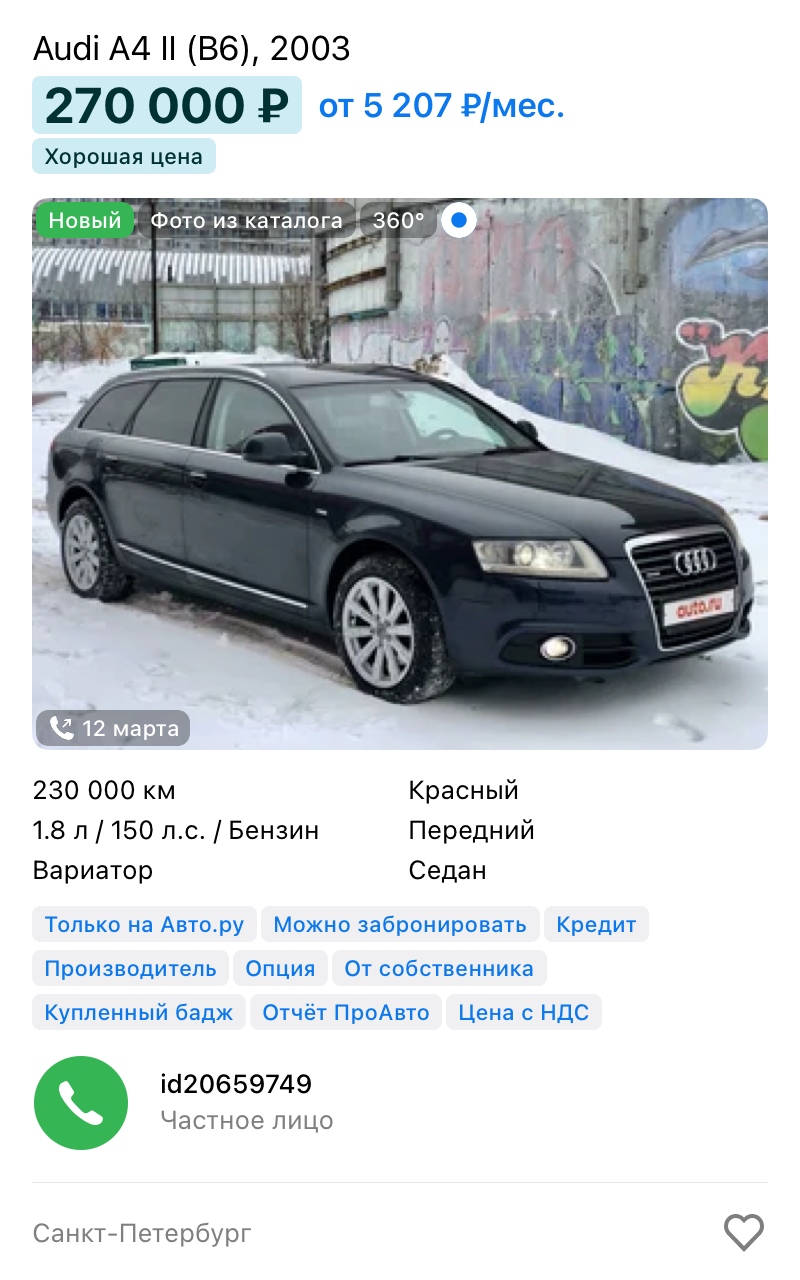 Audi A4 II (B6), 2003
270 000 ₽ от 5 207 ₽/мес.
Хорошая цена
Новый Фото из каталога 360°
auto.ru
12 марта
230 000 км Красный
1.8 л / 150 л.с. / Бензин Передний
Вариатор Седан
Только на Авто.ру Можно забронировать Кредит
Производитель Опция От собственника
Купленный бадж Отчёт ПроАвто Цена с НДС
id20659749
Частное лицо
Санкт-Петербург